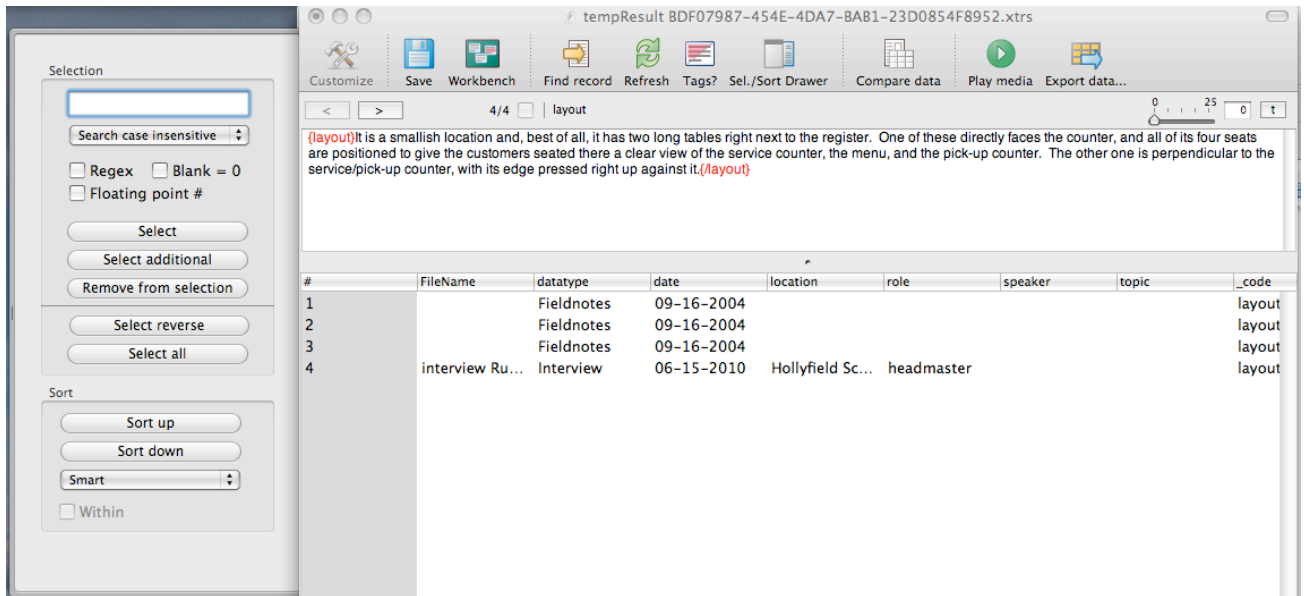 Selection
Search case insensitive
Regex Blank = 0
Floating point #
Select
Select additional
Remove from selection
Select reverse
Select all
Sort
Sort up
Sort down
Smart
Within
tempResult BDF07987-454E-4DA7-BAB1-23D0854F8952.xtrs
Customize Save Workbench Find record Refresh Tags? Sel./Sort Drawer Compare data Play media Export data...
< > 4/4 layout 0 25 0 t
{layout}It is a smallish location and, best of all, it has two long tables right next to the register. One of these directly faces the counter, and all of its four seats
are positioned to give the customers seated there a clear view of the service counter, the menu, and the pick-up counter. The other one is perpendicular to the
service/pick-up counter, with its edge pressed right up against it.{/layout}
# FileName datatype date location role speaker topic _code
1 Fieldnotes 09-16-2004 layout
2 Fieldnotes 09-16-2004 layout
3 Fieldnotes 09-16-2004 layout
4 interview Ru... Interview 06-15-2010 Hollyfield Sc... headmaster layout